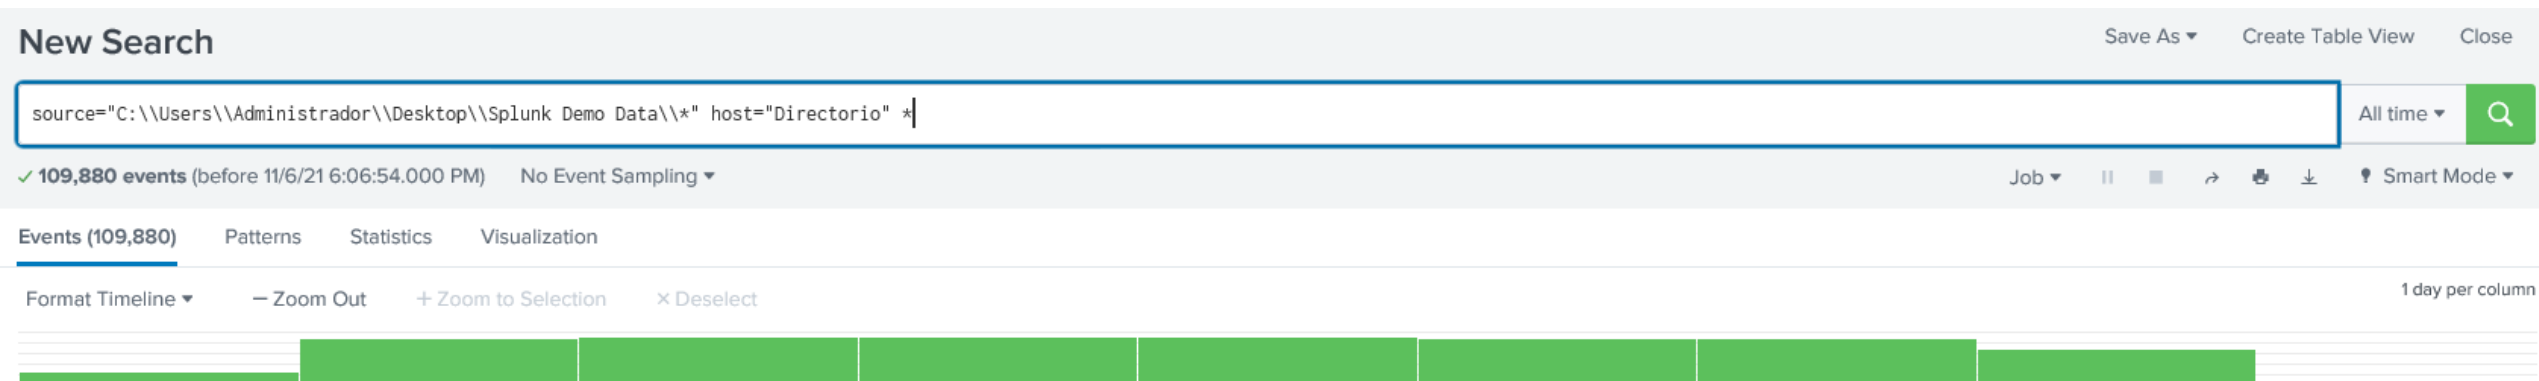 New Search
Save As Create Table View Close
source="C:\\Users\\Administrador\\Desktop\\Splunk Demo Data\\*" host="Directorio" *
All time
109,880 events (before 11/6/21 6:06:54.000 PM) No Event Sampling
Job Smart Mode
Events (109,880) Patterns Statistics Visualization
Format Timeline — Zoom Out + Zoom to Selection × Deselect
1 day per column